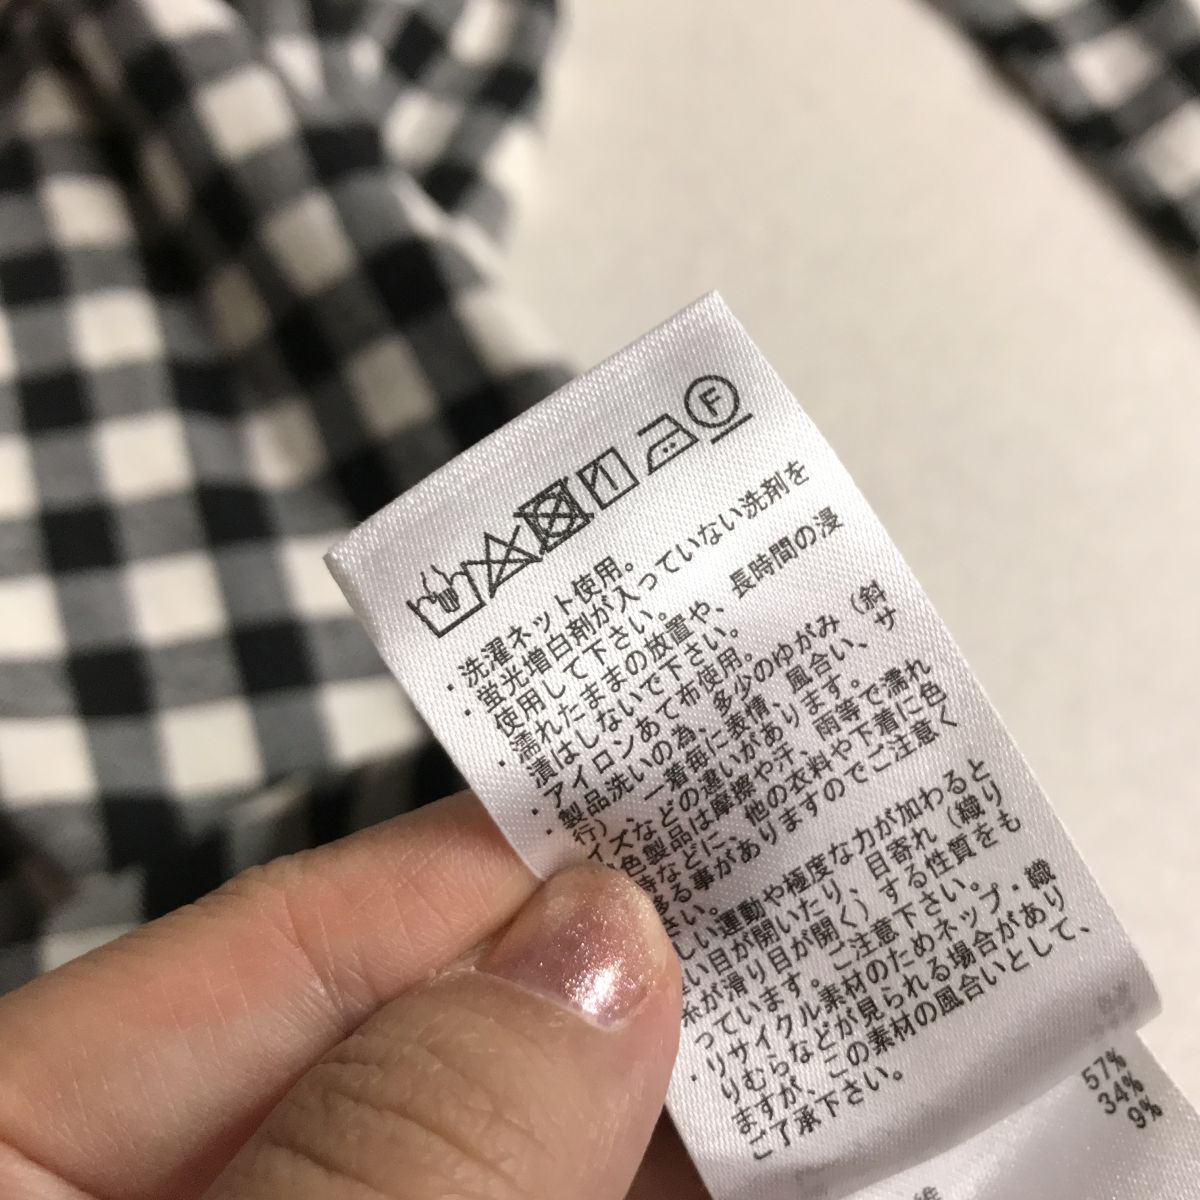 F
・洗濯ネット使用。
・蛍光増白剤が入っていない洗剤を
使用して下さい。
・濡れたままの放置や、長時間の浸
漬はしないで下さい。
・アイロンあて布使用。
・製品洗いの為、多少のゆがみ（斜
行）、一着毎に表情、風合い、サ
イズなどの違いがあります。
色製品は摩擦や汗、雨等で濡れ
時などに、他の衣料や下着に色
移る事がありますのでご注意く
さい。
しい運動や極度な力が加わると
い目が開いたり、目寄れ（織り
糸が滑り目が開く）する性質をも
っています。ご注意下さい。
・リサイクル素材のためネップ・織
りむらなどが見られる場合があり
ますが、この素材の風合いとして、
ご了承下さい。
57%
34%
9%